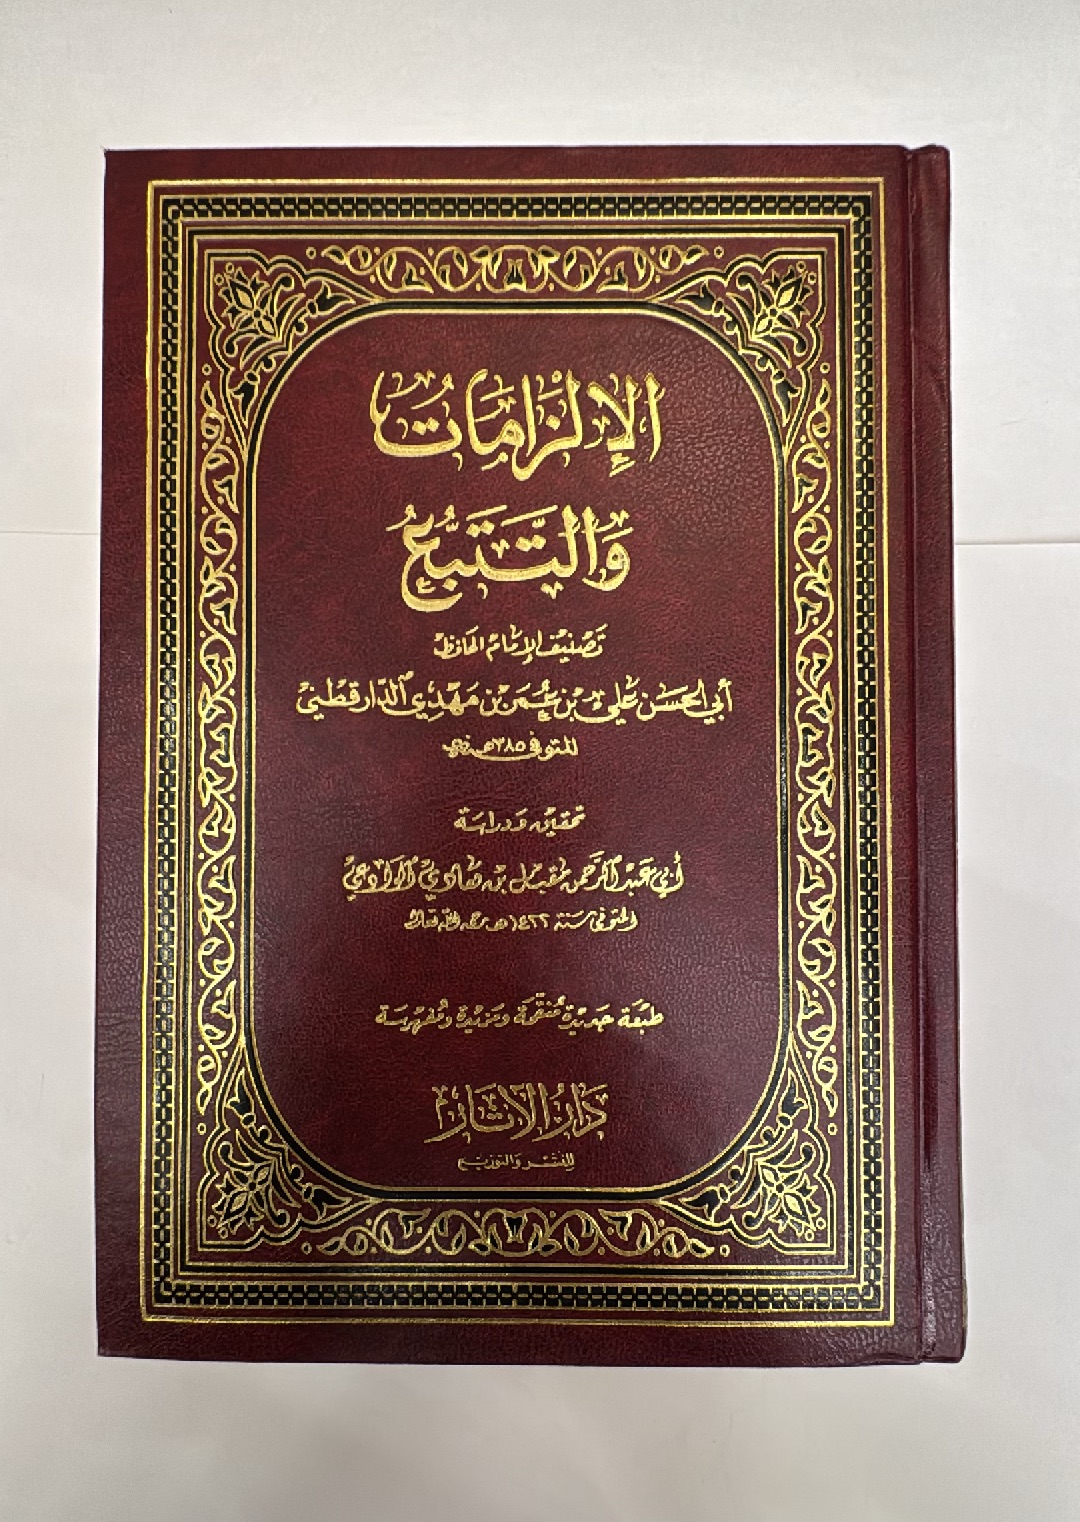 الإلزامات
والتتبع
تصنيف الإمام الحافظ
أبي الحسن علي بن عمر بن مهدي الدارقطني
المتوفى ٣٨٥هـ
تحقيق ودراسة
أبي عبد الرحمن مقبل بن هادي الوادعي
المتوفى سنة ١٤٢٢هـ رحمه الله تعالى
طبعة جديدة منقحة ومزيدة ومفهرسة
دار الآثار
للنشر والتوزيع